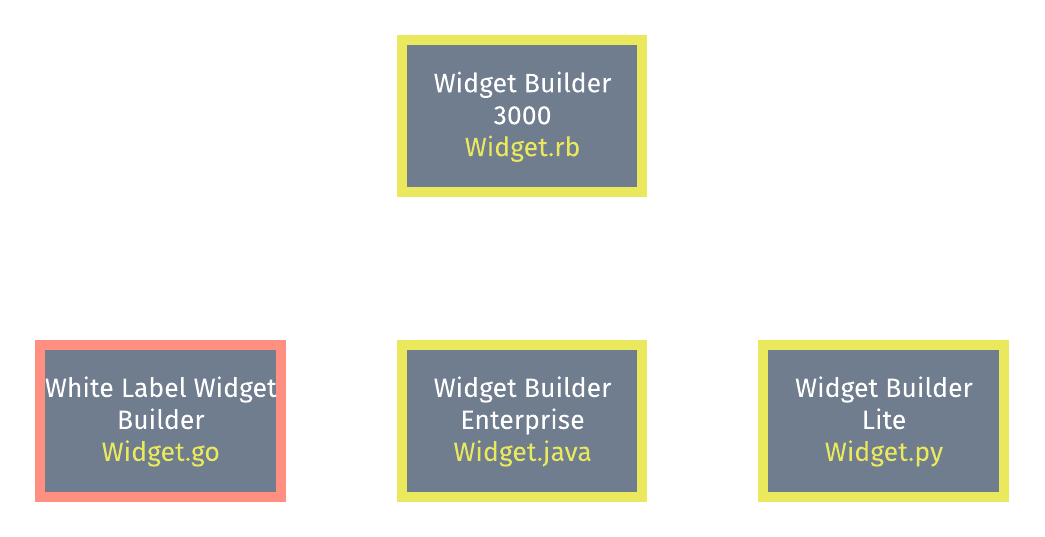 Widget Builder
3000
Widget.rb
White Label Widget
Builder
Widget.go
Widget Builder
Enterprise
Widget.java
Widget Builder
Lite
Widget.py